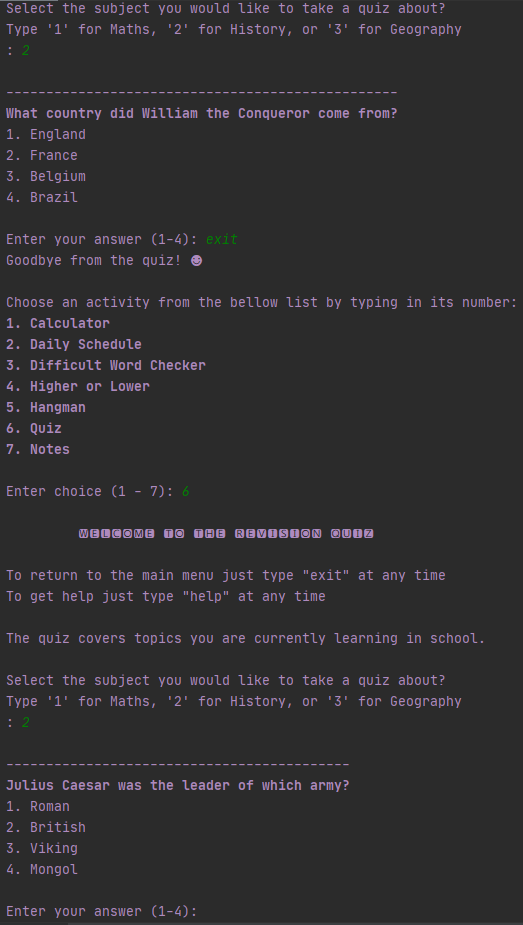 Select the subject you would like to take a quiz about?
Type '1' for Maths, '2' for History, or '3' for Geography
: 2
-------------------------------------------------
What country did William the Conqueror come from?
1. England
2. France
3. Belgium
4. Brazil
Enter your answer (1-4): exit
Goodbye from the quiz! ☻
Choose an activity from the bellow list by typing in its number:
1. Calculator
2. Daily Schedule
3. Difficult Word Checker
4. Higher or Lower
5. Hangman
6. Quiz
7. Notes
Enter choice (1 - 7): 6
🆆🅴🅻🅲🅾🅼🅴 🆃🅾 🆃🅷🅴 🆁🅴🆅🅸🆂🅸🅾🅽 🆀🆄🅸🆉
To return to the main menu just type "exit" at any time
To get help just type "help" at any time
The quiz covers topics you are currently learning in school.
Select the subject you would like to take a quiz about?
Type '1' for Maths, '2' for History, or '3' for Geography
: 2
-------------------------------------------
Julius Caesar was the leader of which army?
1. Roman
2. British
3. Viking
4. Mongol
Enter your answer (1-4):